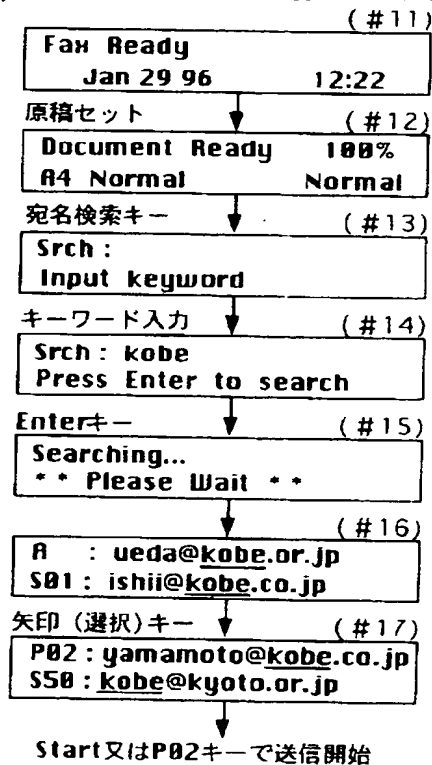 (#11)
Fax Ready
Jan 29 96 12:22
原稿セット (#12)
Document Ready 100%
A4 Normal Normal
宛名検索キー (#13)
Srch :
Input keyword
キーワード入力 (#14)
Srch : kobe
Press Enter to search
Enterキー (#15)
Searching...
* * Please Wait * *
(#16)
A : ueda@kobe.or.jp
S01 : ishii@kobe.co.jp
矢印 (選択) キー (#17)
P02 : yamamoto@kobe.co.jp
S50 : kobe@kyoto.or.jp
Start又はP02キーで送信開始